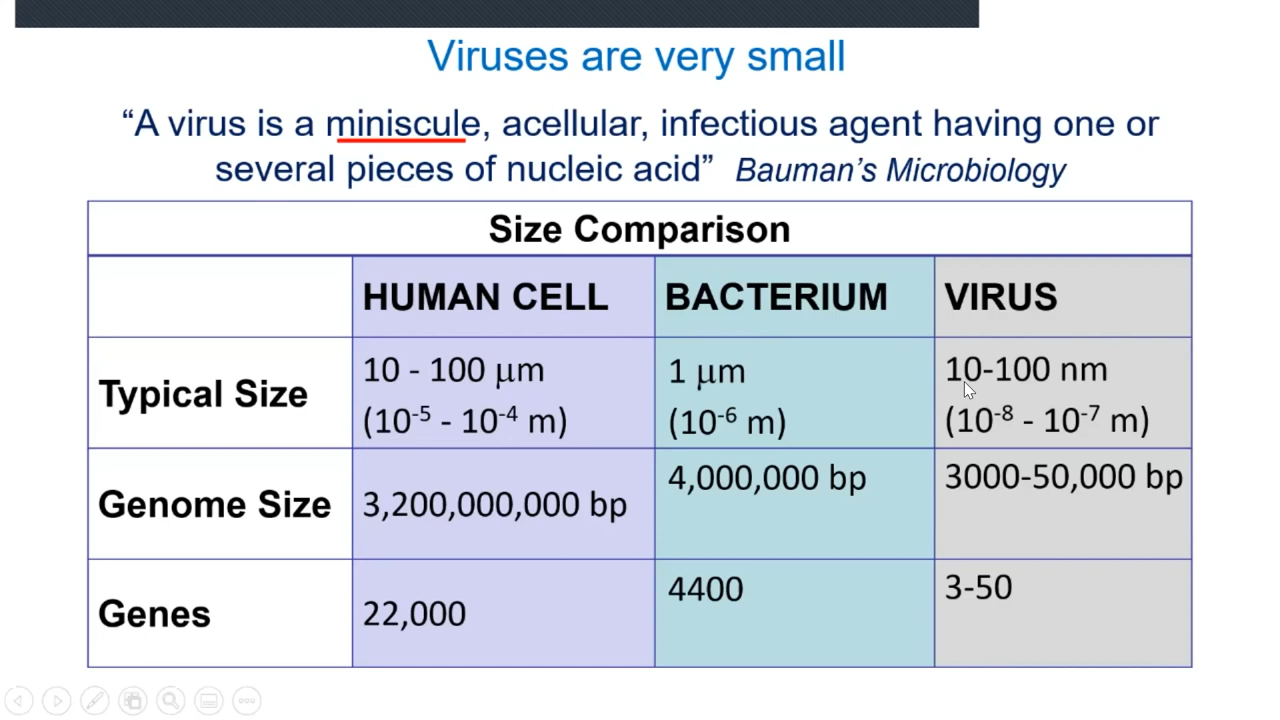 Viruses are very small
“A virus is a miniscule, acellular, infectious agent having one or
several pieces of nucleic acid” Bauman’s Microbiology
Size Comparison
HUMAN CELL BACTERIUM VIRUS
Typical Size
10 - 100 μm
(10⁻⁵ - 10⁻⁴ m)
1 μm
(10⁻⁶ m)
10-100 nm
(10⁻⁸ - 10⁻⁷ m)
Genome Size 3,200,000,000 bp 4,000,000 bp 3000-50,000 bp
Genes 22,000 4400 3-50